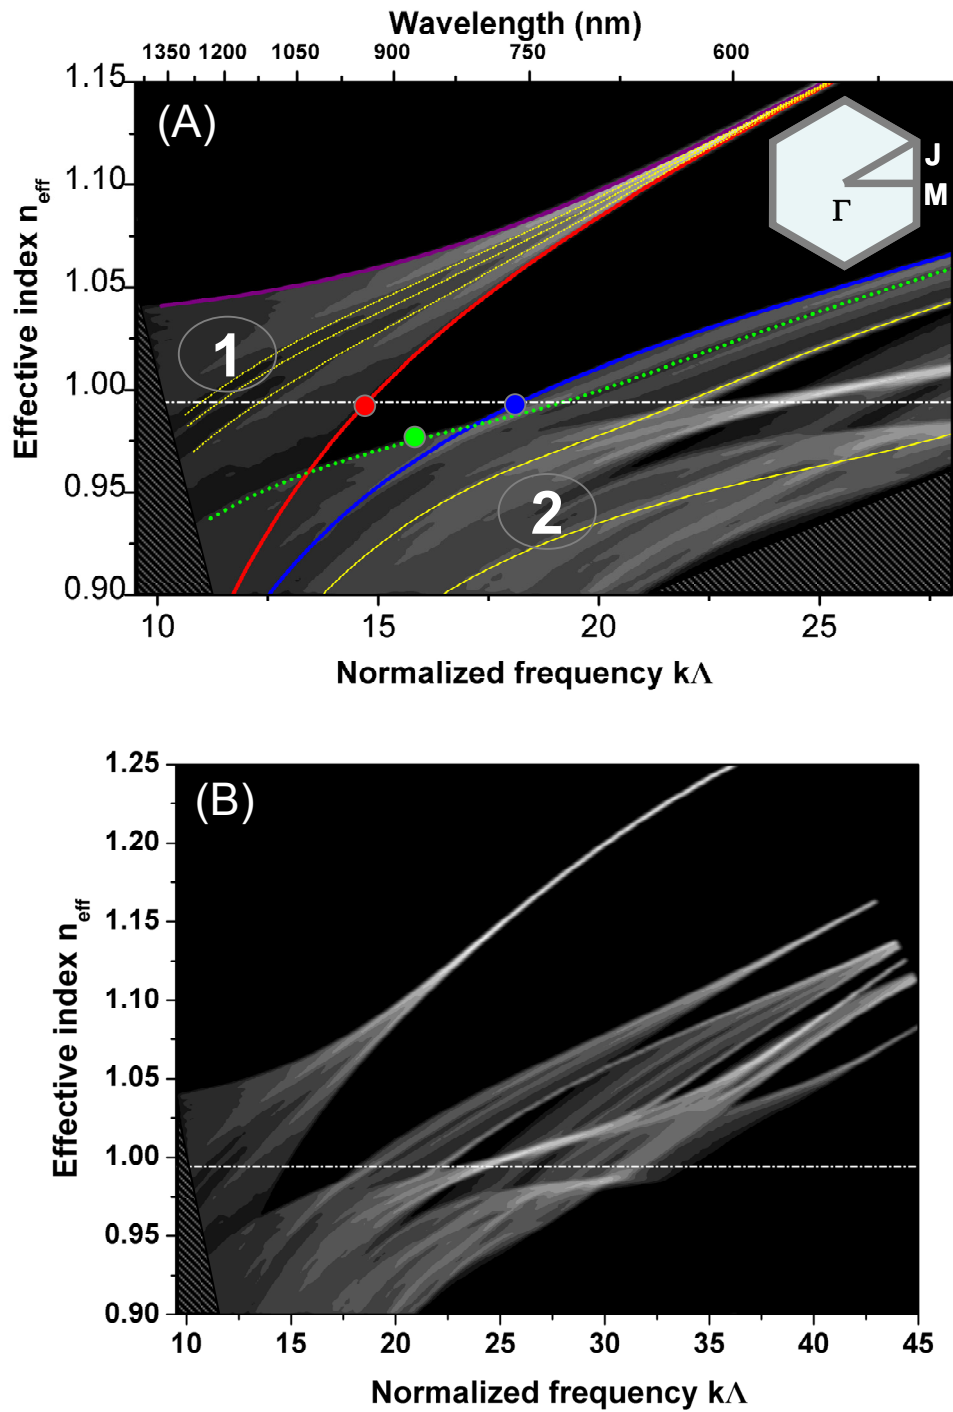 Wavelength (nm)
1350 1200 1050 900 750 600
1.15
(A)
J
M
Γ
1.10
1.05
1
1.00
0.95
2
0.90
Effective index neff
10 15 20 25
Normalized frequency kΛ
1.25
(B)
1.20
1.15
1.10
1.05
1.00
0.95
0.90
Effective index neff
10 15 20 25 30 35 40 45
Normalized frequency kΛ